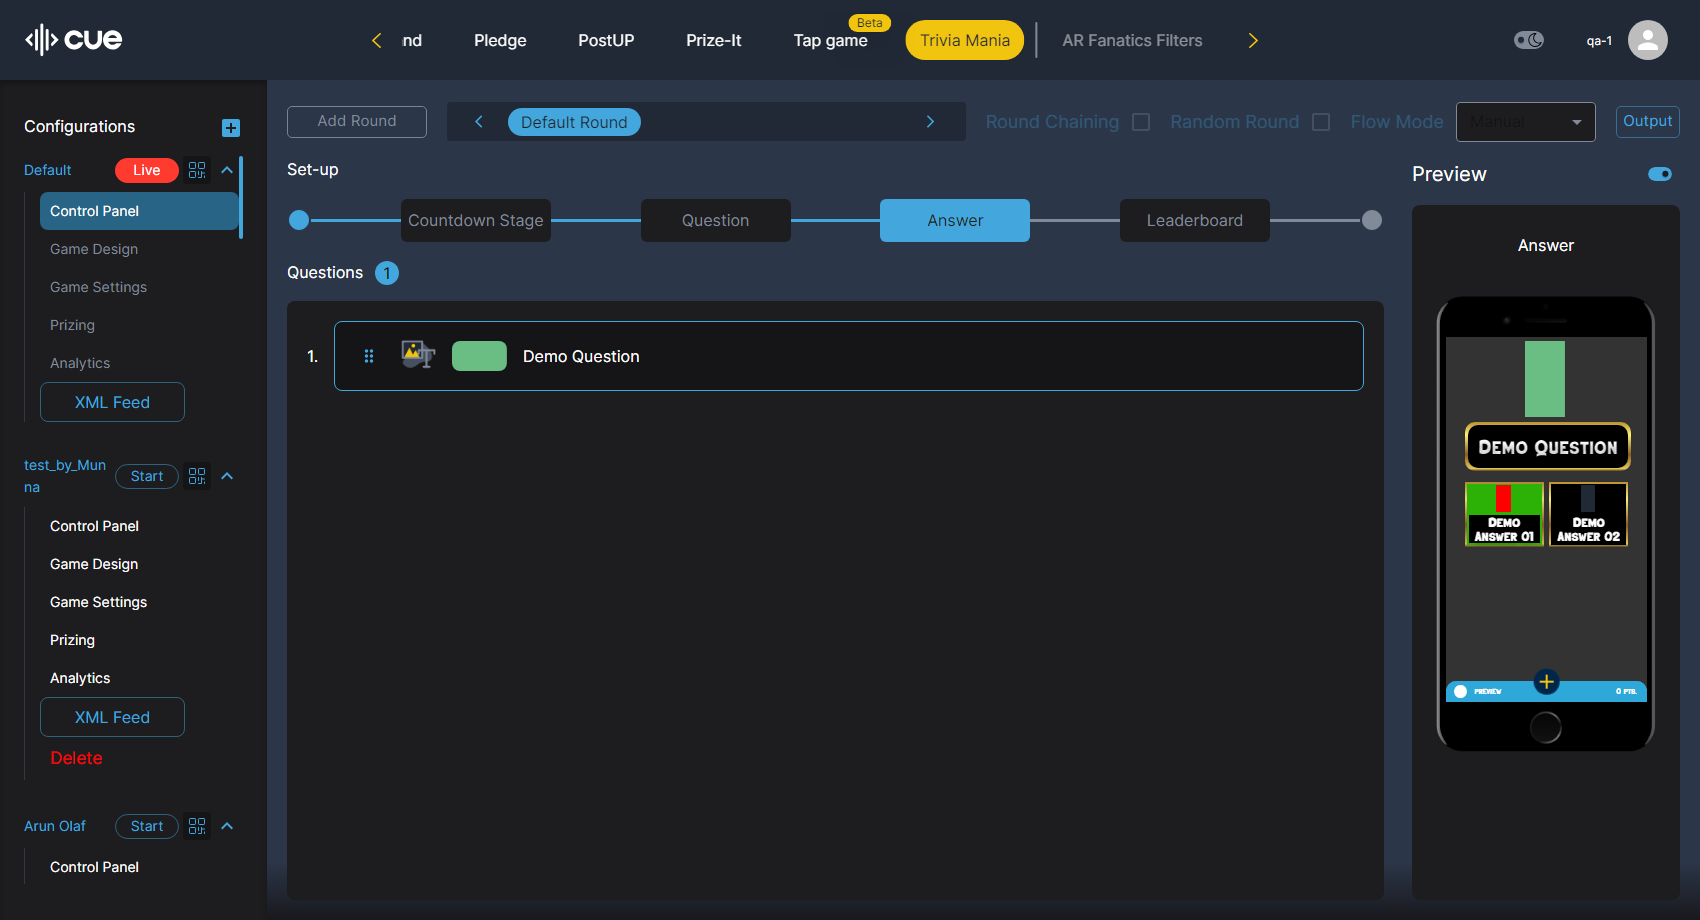 cue
nd
Pledge
PostUP
Prize-It
Tap game
Beta
Trivia Mania
AR Fanatics Filters
qa-1
Configurations
Default
Live
Control Panel
Game Design
Game Settings
Prizing
Analytics
XML Feed
test_by_Mun
na
Start
Control Panel
Game Design
Game Settings
Prizing
Analytics
XML Feed
Delete
Arun Olaf
Start
Control Panel
Add Round
Default Round
Round Chaining
Random Round
Flow Mode
Manual
Output
Set-up
Countdown Stage
Question
Answer
Leaderboard
Questions
1
1.
Demo Question
Preview
Answer
DEMO QUESTION
DEMO
ANSWER 01
DEMO
ANSWER 02
PREVIEW
0 PTS.